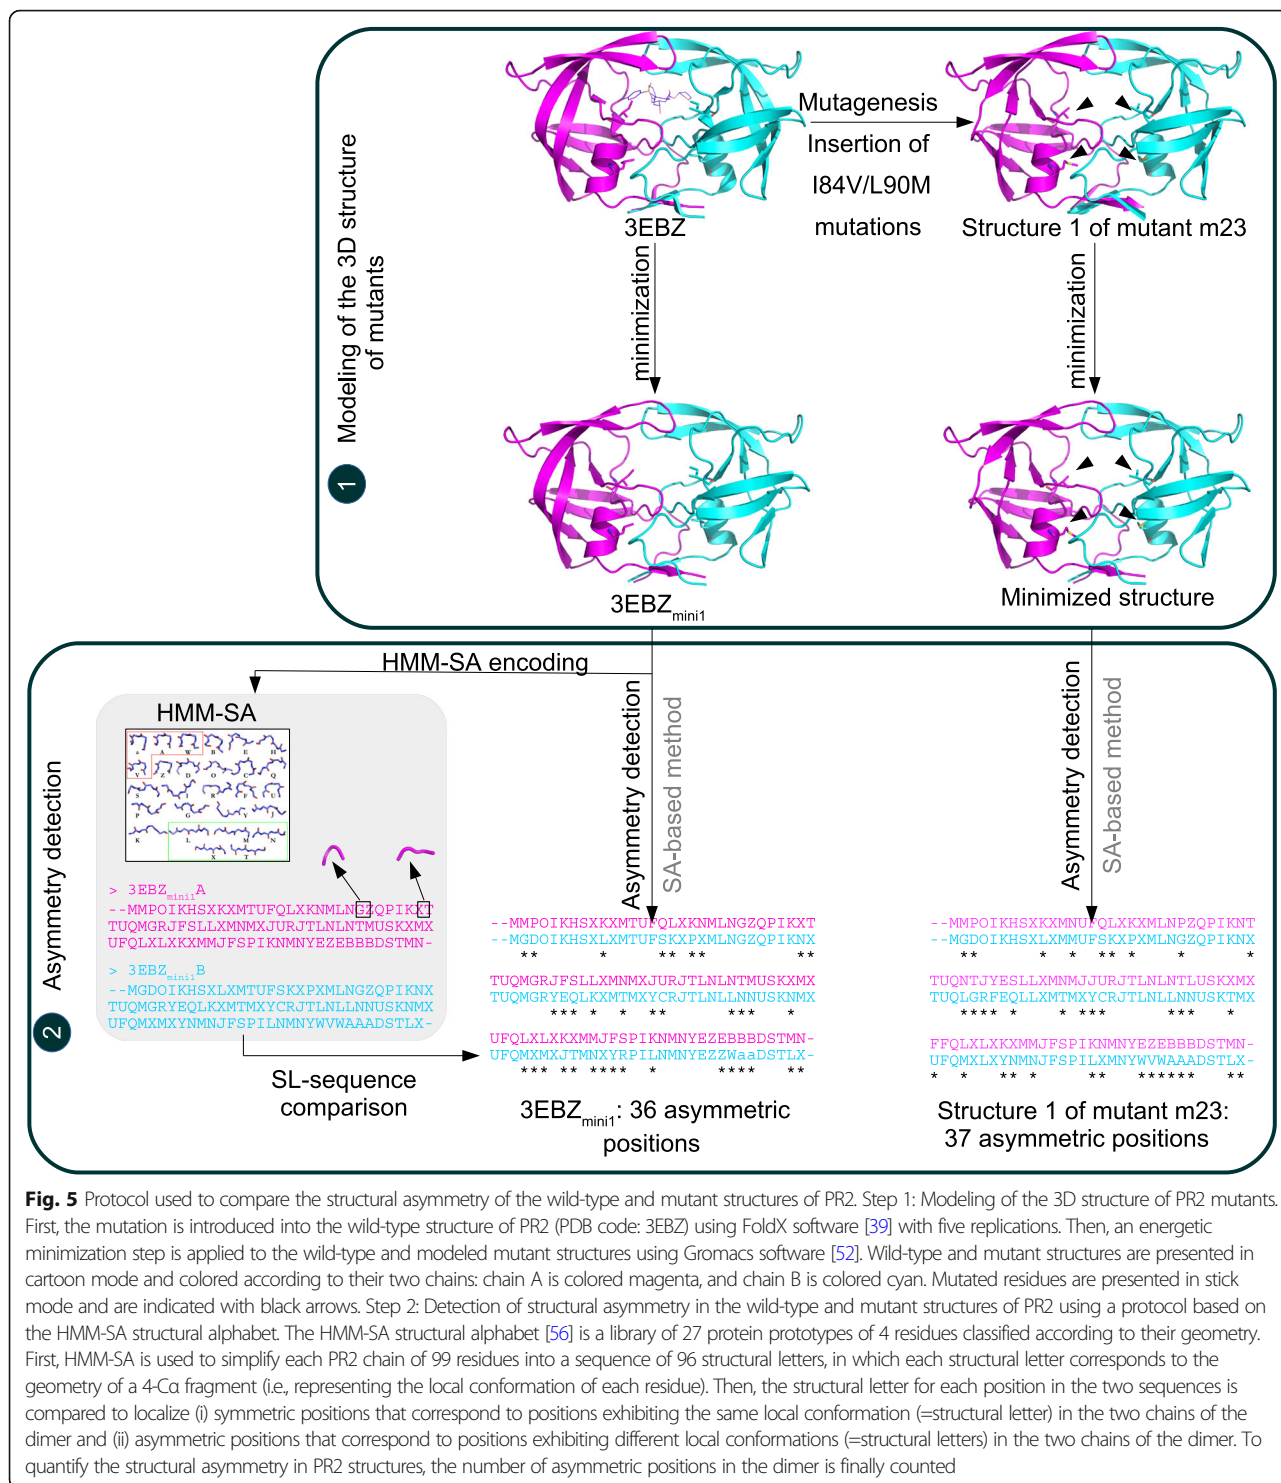 3EBZ
Mutagenesis
Insertion of
I84V/L90M
mutations
Structure 1 of mutant m23
minimization
minimization
Modeling of the 3D structure
of mutants
1
3EBZmini1
Minimized structure
HMM-SA encoding
HMM-SA
a A W B E H
V Z D O C Q
S I R F U
P G Y J
K L M N
X T
> 3EBZmini1A
--MMPOIKHSXKXMTUFQLXKNMLNGZQPIKXT
TUQMGRJFSLLXMNMXJURJTLNLNTMUSKXMX
UFQLXLXKXMMJFSPIKNMNYEZEBBBDSTMN-
> 3EBZmini1B
--MGDOIKHSXLXMTUFSKXPXMLNGZQPIKNX
TUQMGRYEQLKXMTMXYCRJTLNLLNNUSKNMX
UFQMXMXYNMNJFSPILNMNYWVWAAADSTLX-
SL-sequence
comparison
Asymmetry detection
2
Asymmetry detection
SA-based method
--MMPOIKHSXKXMTUFQLXKNMLNGZQPIKXT
--MGDOIKHSXLXMTUFSKXPXMLNGZQPIKNX
** * ** ** **
TUQMGRJFSLLXMNMXJURJTLNLNTMUSKXMX
TUQMGRYEQLKXMTMXYCRJTLNLLNNUSKNMX
*** * * ** *** *
UFQLXLXKXMMJFSPIKNMNYEZEBBBDSTMN-
UFQMXMXJTMNXYRPILNMNYEZZWaaDSTLX-
*** ** **** * **** **
3EBZmini1: 36 asymmetric
positions
Asymmetry detection
SA-based method
--MMPOIKHSXKXMNUFQLXKXMLNPZQPIKNT
--MGDOIKHSXLXMUFSKXPXMLNGZQPIKNX
** * * ** * * *
TUQNTJYESLLXMNMJJURJTLNLNTLUSKXMX
TUQLGRFEQLLXMTMXYCRJTLNLLNNUSKTMX
**** * * *** *** *
FFQLXLXKXMMJFSPIKNMNYEZEBBBDSTMN-
UFQMXLXYNMNJFSPILXMNYWVWAAADSTLX-
* * ** * ** ****** **
Structure 1 of mutant m23:
37 asymmetric positions
Fig. 5 Protocol used to compare the structural asymmetry of the wild-type and mutant structures of PR2. Step 1: Modeling of the 3D structure of PR2 mutants.
First, the mutation is introduced into the wild-type structure of PR2 (PDB code: 3EBZ) using FoldX software [39] with five replications. Then, an energetic
minimization step is applied to the wild-type and modeled mutant structures using Gromacs software [52]. Wild-type and mutant structures are presented in
cartoon mode and colored according to their two chains: chain A is colored magenta, and chain B is colored cyan. Mutated residues are presented in stick
mode and are indicated with black arrows. Step 2: Detection of structural asymmetry in the wild-type and mutant structures of PR2 using a protocol based on
the HMM-SA structural alphabet. The HMM-SA structural alphabet [56] is a library of 27 protein prototypes of 4 residues classified according to their geometry.
First, HMM-SA is used to simplify each PR2 chain of 99 residues into a sequence of 96 structural letters, in which each structural letter corresponds to the
geometry of a 4-Cα fragment (i.e., representing the local conformation of each residue). Then, the structural letter for each position in the two sequences is
compared to localize (i) symmetric positions that correspond to positions exhibiting the same local conformation (=structural letter) in the two chains of the
dimer and (ii) asymmetric positions that correspond to positions exhibiting different local conformations (=structural letters) in the two chains of the dimer. To
quantify the structural asymmetry in PR2 structures, the number of asymmetric positions in the dimer is finally counted